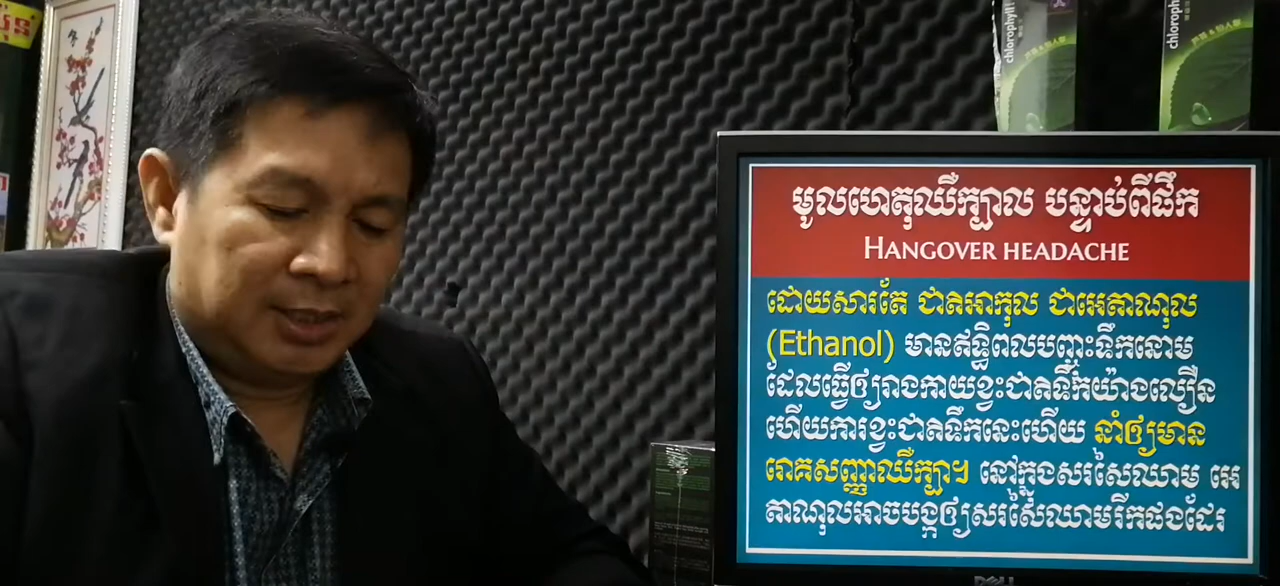 ប៊ុន
chlorophyll
chlorophyll
មូលហេតុឈឺក្បាល បន្ទាប់ពីផឹក
HANGOVER HEADACHE
ដោយសារតែ ជាតិអាកុល ជាអេតាណុល
(Ethanol) មានឥទ្ធិពលបញ្ចុះទឹកនោម
ដែលធ្វើឲ្យរាងកាយខ្វះជាតិទឹកយ៉ាងលឿន
ហើយការខ្វះជាតិទឹកនេះហើយ នាំឲ្យមាន
រោគសញ្ញាឈឺក្បា។ នៅក្នុងសរសៃឈាម អេ
តាណុលអាចបង្កឲ្យសរសៃឈាមរីកផងដែរ
DELL